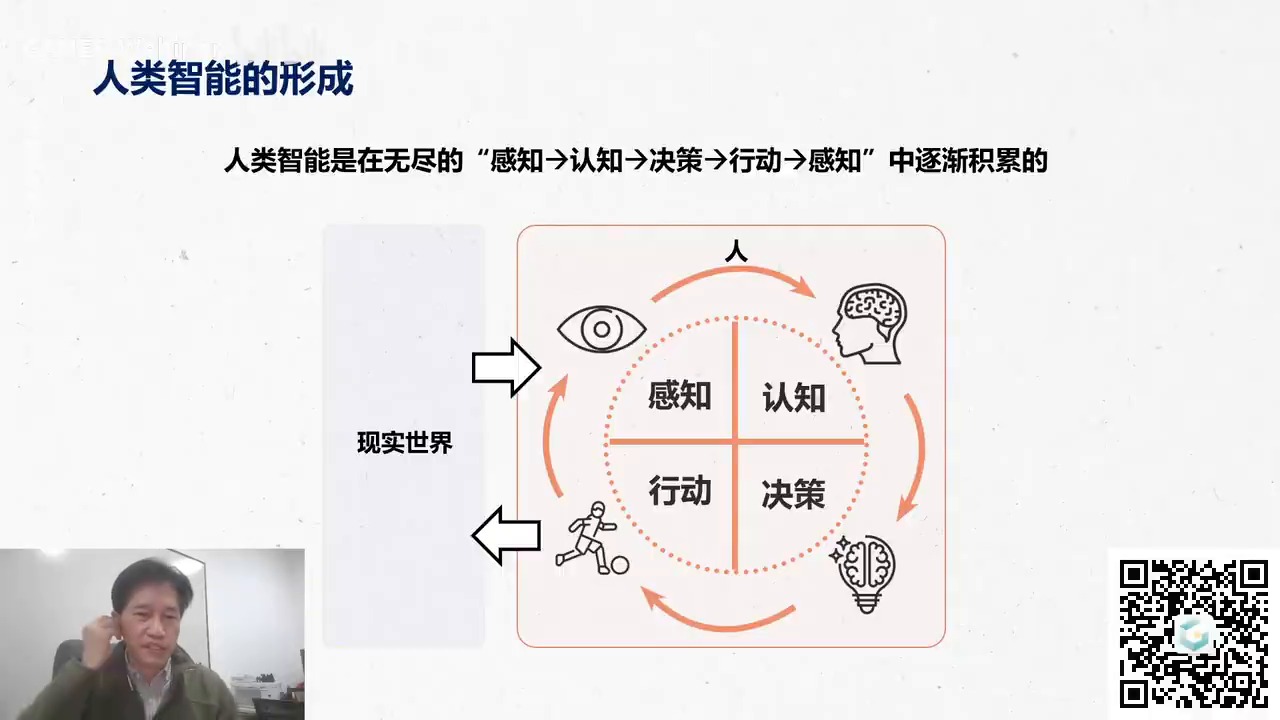 人类智能的形成
人类智能是在无尽的“感知→认知→决策→行动→感知”中逐渐积累的
人
感知
认知
现实世界
行动
决策